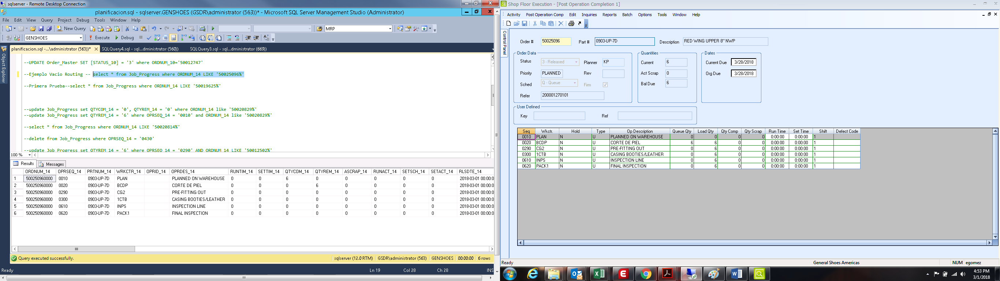 sqlserver - Remote Desktop Connection
planificacion.sql - sqlserver.GENSHOES (GSDR\administrator (563))* - Microsoft SQL Server Management Studio (Administrator)
File Edit View Query Project Debug Tools Window Help
New Query MRP
GENSHOES Execute Debug
planificacion.sql -...\administrator (563))* SQLQuery4.sql - sql...dministrator (560)) SQLQuery3.sql - sql...dministrator (669))
Object Explorer
--UPDATE Order_Master SET [STATUS_10] = '3' where ORDNUM_10='50012747'
--Ejemplo Vacio Routing -- select * from Job_Progress where ORDNUM_14 LIKE '50025096%'
--Primera Prueba--select * from Job_Progress where ORDNUM_14 LIKE '50019625%'
--update Job_Progress set QTYCOM_14 = '0', QTYREM_14 = '0' where ORDNUM_14 like '50020829%'
--update Job_Progress set QTYREM_14 = '6' where OPRSEQ_14 = '0010' and ORDNUM_14 like '50020829%'
--select * from Job_Progress where ORDNUM_14 LIKE '50020814%'
--delete from Job_Progress where OPRSEQ_14 = '0430'
--update Job_Progress set QTYREM_14 = '6' where OPRSEQ_14 = '0290' AND ORDNUM_14 LIKE '50012502%'
100 %
Results Messages
ORDNUM_14 OPRSEQ_14 PRTNUM_14 WRKCTR_14 OPRID_14 OPRDES_14 RUNTIM_14 SETTIM_14 QTYCOM_14 QTYREM_14 ASCRAP_14 RUNACT_14 SETSCH_14 SETACT_14 RLSDTE_14
1 500250960000 0010 0903-UP-7D PLAN PLANNED ON WAREHOUSE 0 0 6 0 0 0 0 0 2018-03-01 00:00:0
2 500250960000 0020 0903-UP-7D BCDP CORTE DE PIEL 0 0 0 6 0 0 0 0 2018-03-01 00:00:0
3 500250960000 0290 0903-UP-7D CG2 PRE-FITTING OUT 0 0 0 0 0 0 0 0 2018-03-01 00:00:0
4 500250960000 0300 0903-UP-7D 1CTB CASING BOOTIES/LEATHER 0 0 0 0 0 0 0 0 2018-03-01 00:00:0
5 500250960000 0610 0903-UP-7D INPS INSPECTION LINE 0 0 0 0 0 0 0 0 2018-03-01 00:00:0
6 500250960000 0620 0903-UP-7D PACK1 FINAL INSPECTION 0 0 0 0 0 0 0 0 2018-03-01 00:00:0
Query executed successfully. sqlserver (12.0 RTM) GSDR\administrator (563) GENSHOES 00:00:00 6 rows
Ready Ln 19 Col 28 Ch 28 INS
Shop Floor Execution - [Post Operation Completion 1]
Activity Post Operation Comp Edit Inquiries Reports Batch Options Tools Window Help
Control Panel
Order # 50025096 Part # 0903-UP-7D Description RED WING UPPER 8" NWP
Order Data Quantities Dates
Status 3 - Released Planner KP Current 6 Current Due 3/28/2018
Priority PLANNED Rev Act Scrap 0 Org Due 3/28/2018
Sched Q - Queue Firm Bal Due 6
Refer 200001270101
User Defined
Key Ref
Seq Wkctr. Hold Type Op Description Queue Qty Load Qty Qty Comp Qty Scrap Run Time Set Time Shift Defect Code
0010 PLAN N U PLANNED ON WAREHOUSE 0 0 0 0 0:00:00 0:00:00 1
0020 BCDP N U CORTE DE PIEL 6 6 0 0 0:00:00 0:00:00 1
0290 CG2 N U PRE-FITTING OUT 0 6 0 0 0:00:00 0:00:00 1
0300 1CTB N U CASING BOOTIES/LEATHER 0 6 0 0 0:00:00 0:00:00 1
0610 INPS N U INSPECTION LINE 0 6 0 0 0:00:00 0:00:00 1
0620 PACK1 N U FINAL INSPECTION 0 6 0 0 0:00:00 0:00:00 1
Ready General Shoes Americas NUM egomez
4:53 PM
3/1/2018